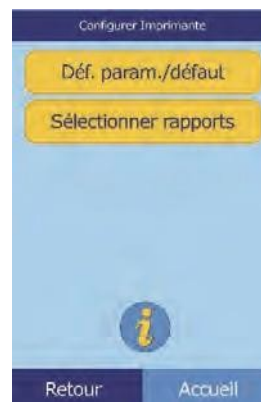 Configurer Imprimante
Déf. param./défaut
Sélectionner rapports
i
Retour
Accueil